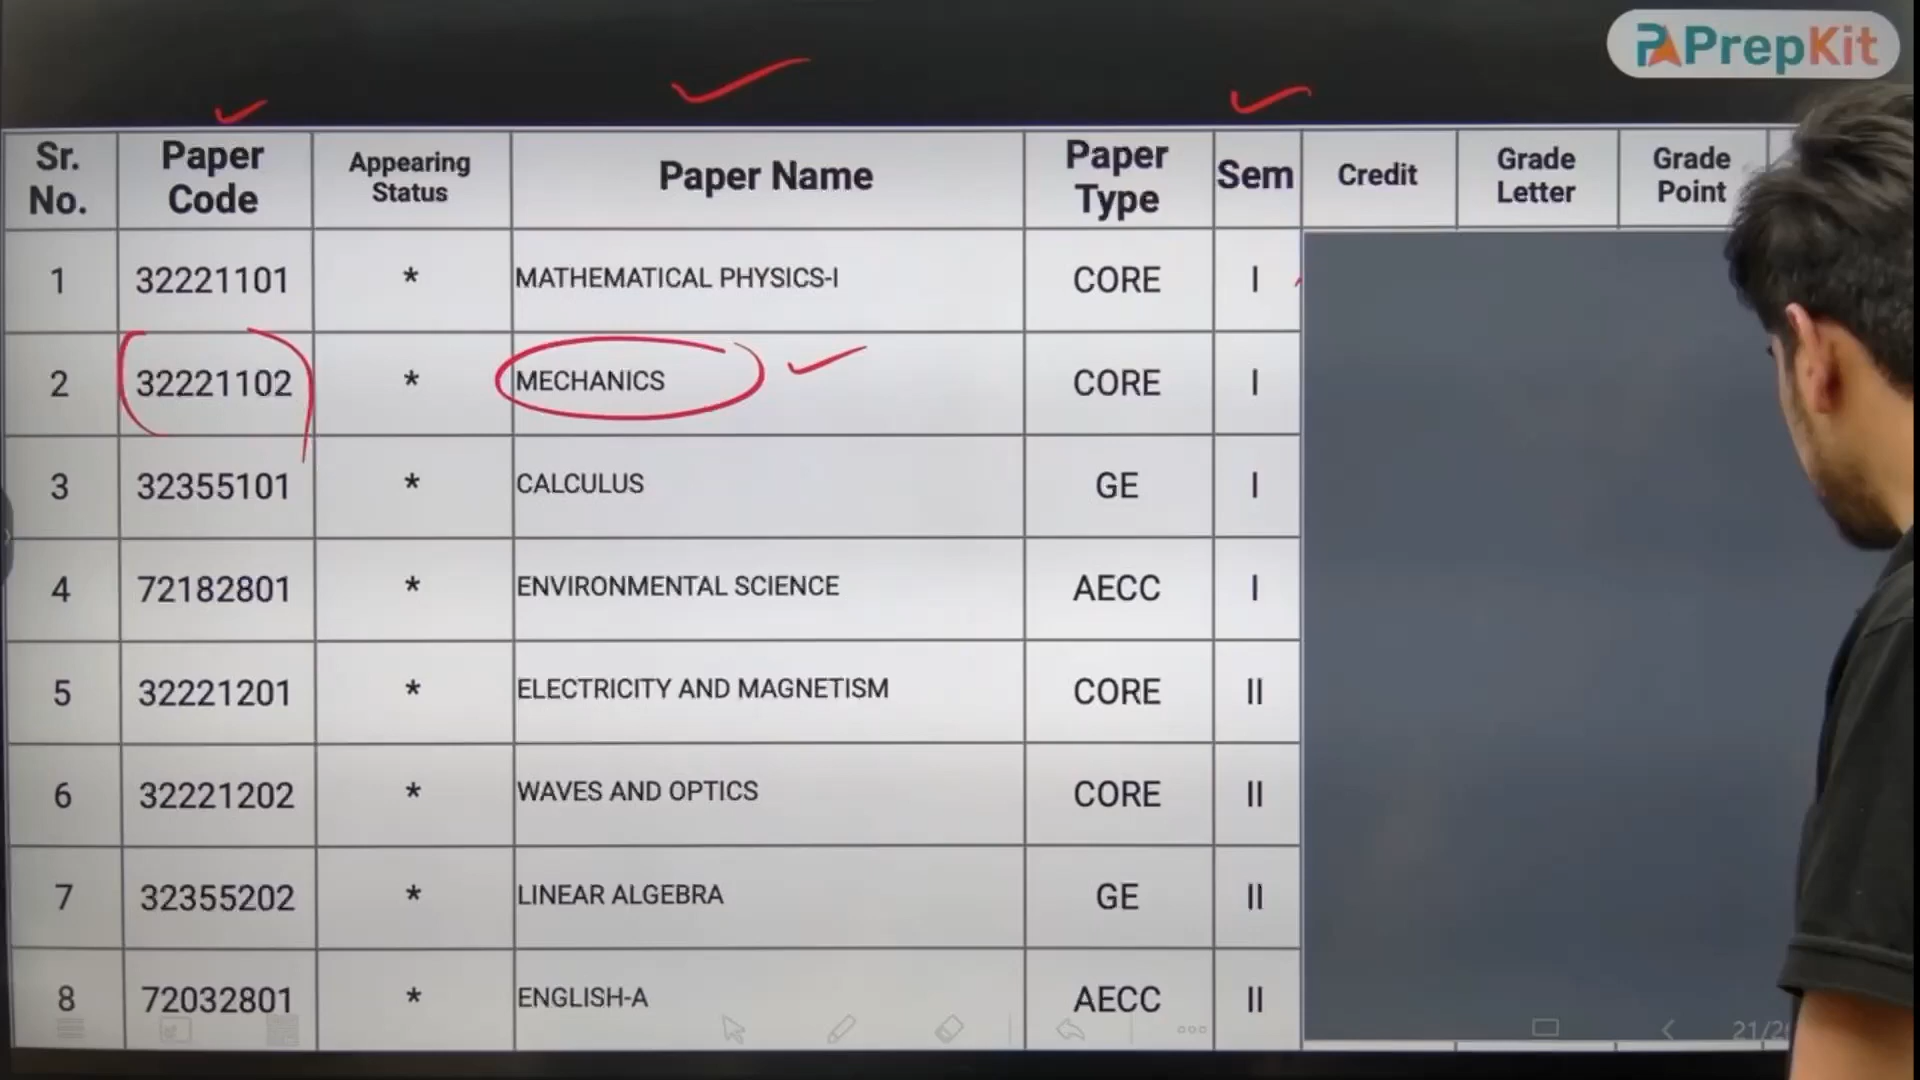 PrepKit
Sr. No. Paper Code Appearing Status Paper Name Paper Type Sem Credit Grade Letter Grade Point
1 32221101 * MATHEMATICAL PHYSICS-I CORE I
2 32221102 * MECHANICS CORE I
3 32355101 * CALCULUS GE I
4 72182801 * ENVIRONMENTAL SCIENCE AECC I
5 32221201 * ELECTRICITY AND MAGNETISM CORE II
6 32221202 * WAVES AND OPTICS CORE II
7 32355202 * LINEAR ALGEBRA GE II
8 72032801 * ENGLISH-A AECC II